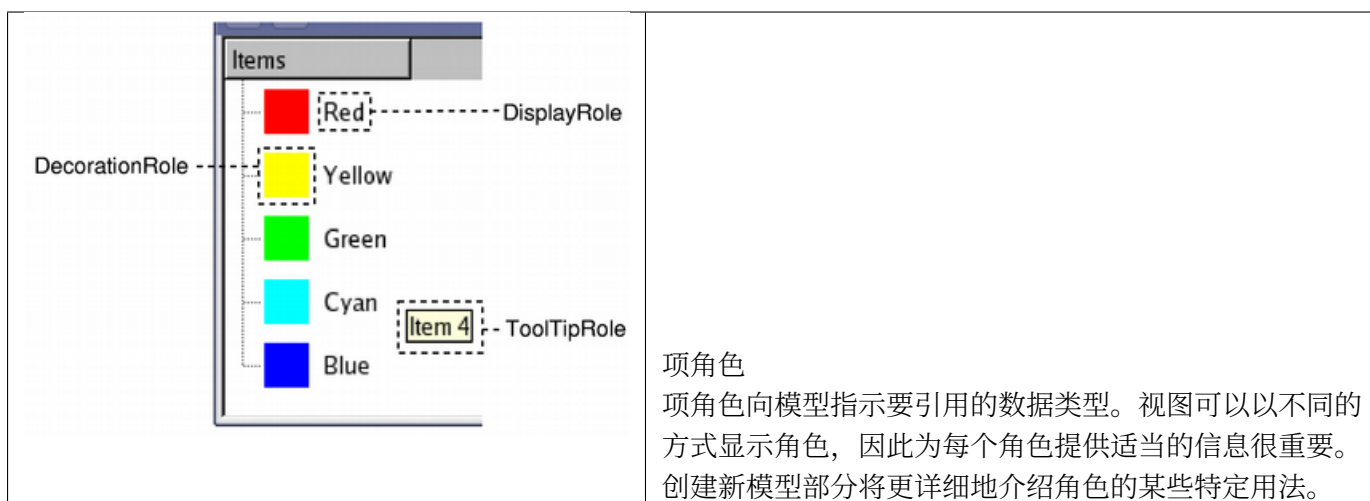 Items
Red
DisplayRole
DecorationRole
Yellow
Green
Cyan
Item 4
ToolTipRole
Blue
项角色
项角色向模型指示要引用的数据类型。视图可以以不同的
方式显示角色，因此为每个角色提供适当的信息很重要。
创建新模型部分将更详细地介绍角色的某些特定用法。